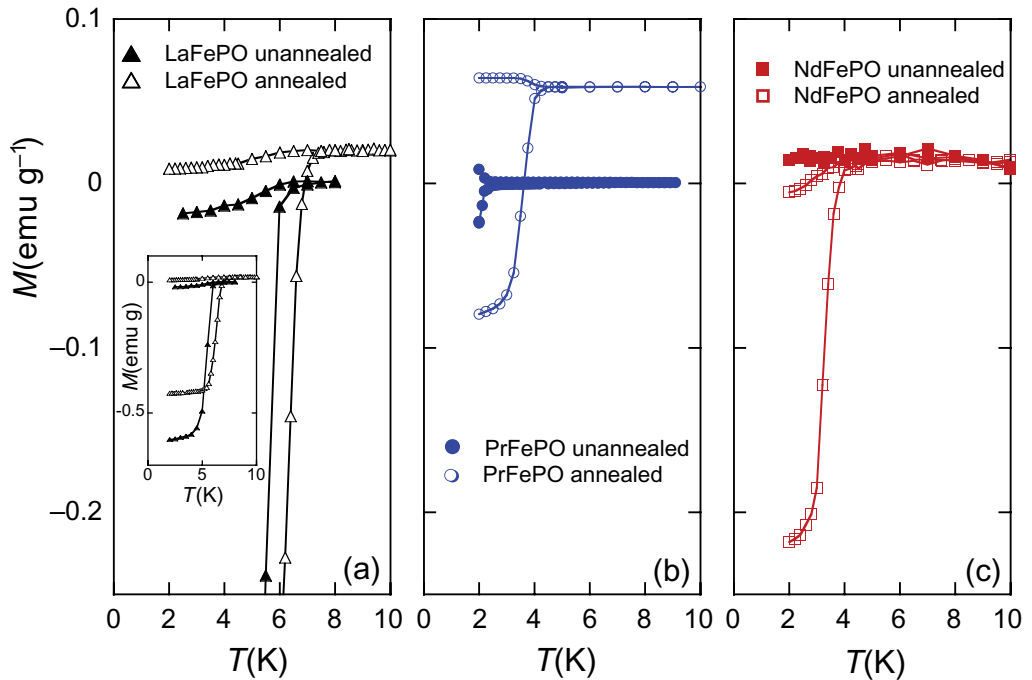 0.1
0
–0.1
–0.2
M(emu g⁻¹)
LaFePO unannealed
LaFePO annealed
0
-0.5
M(emu g)
0
5
10
T(K)
(a)
0
2
4
6
8
10
T(K)
PrFePO unannealed
PrFePO annealed
(b)
0
2
4
6
8
10
T(K)
NdFePO unannealed
NdFePO annealed
(c)
0
2
4
6
8
10
T(K)